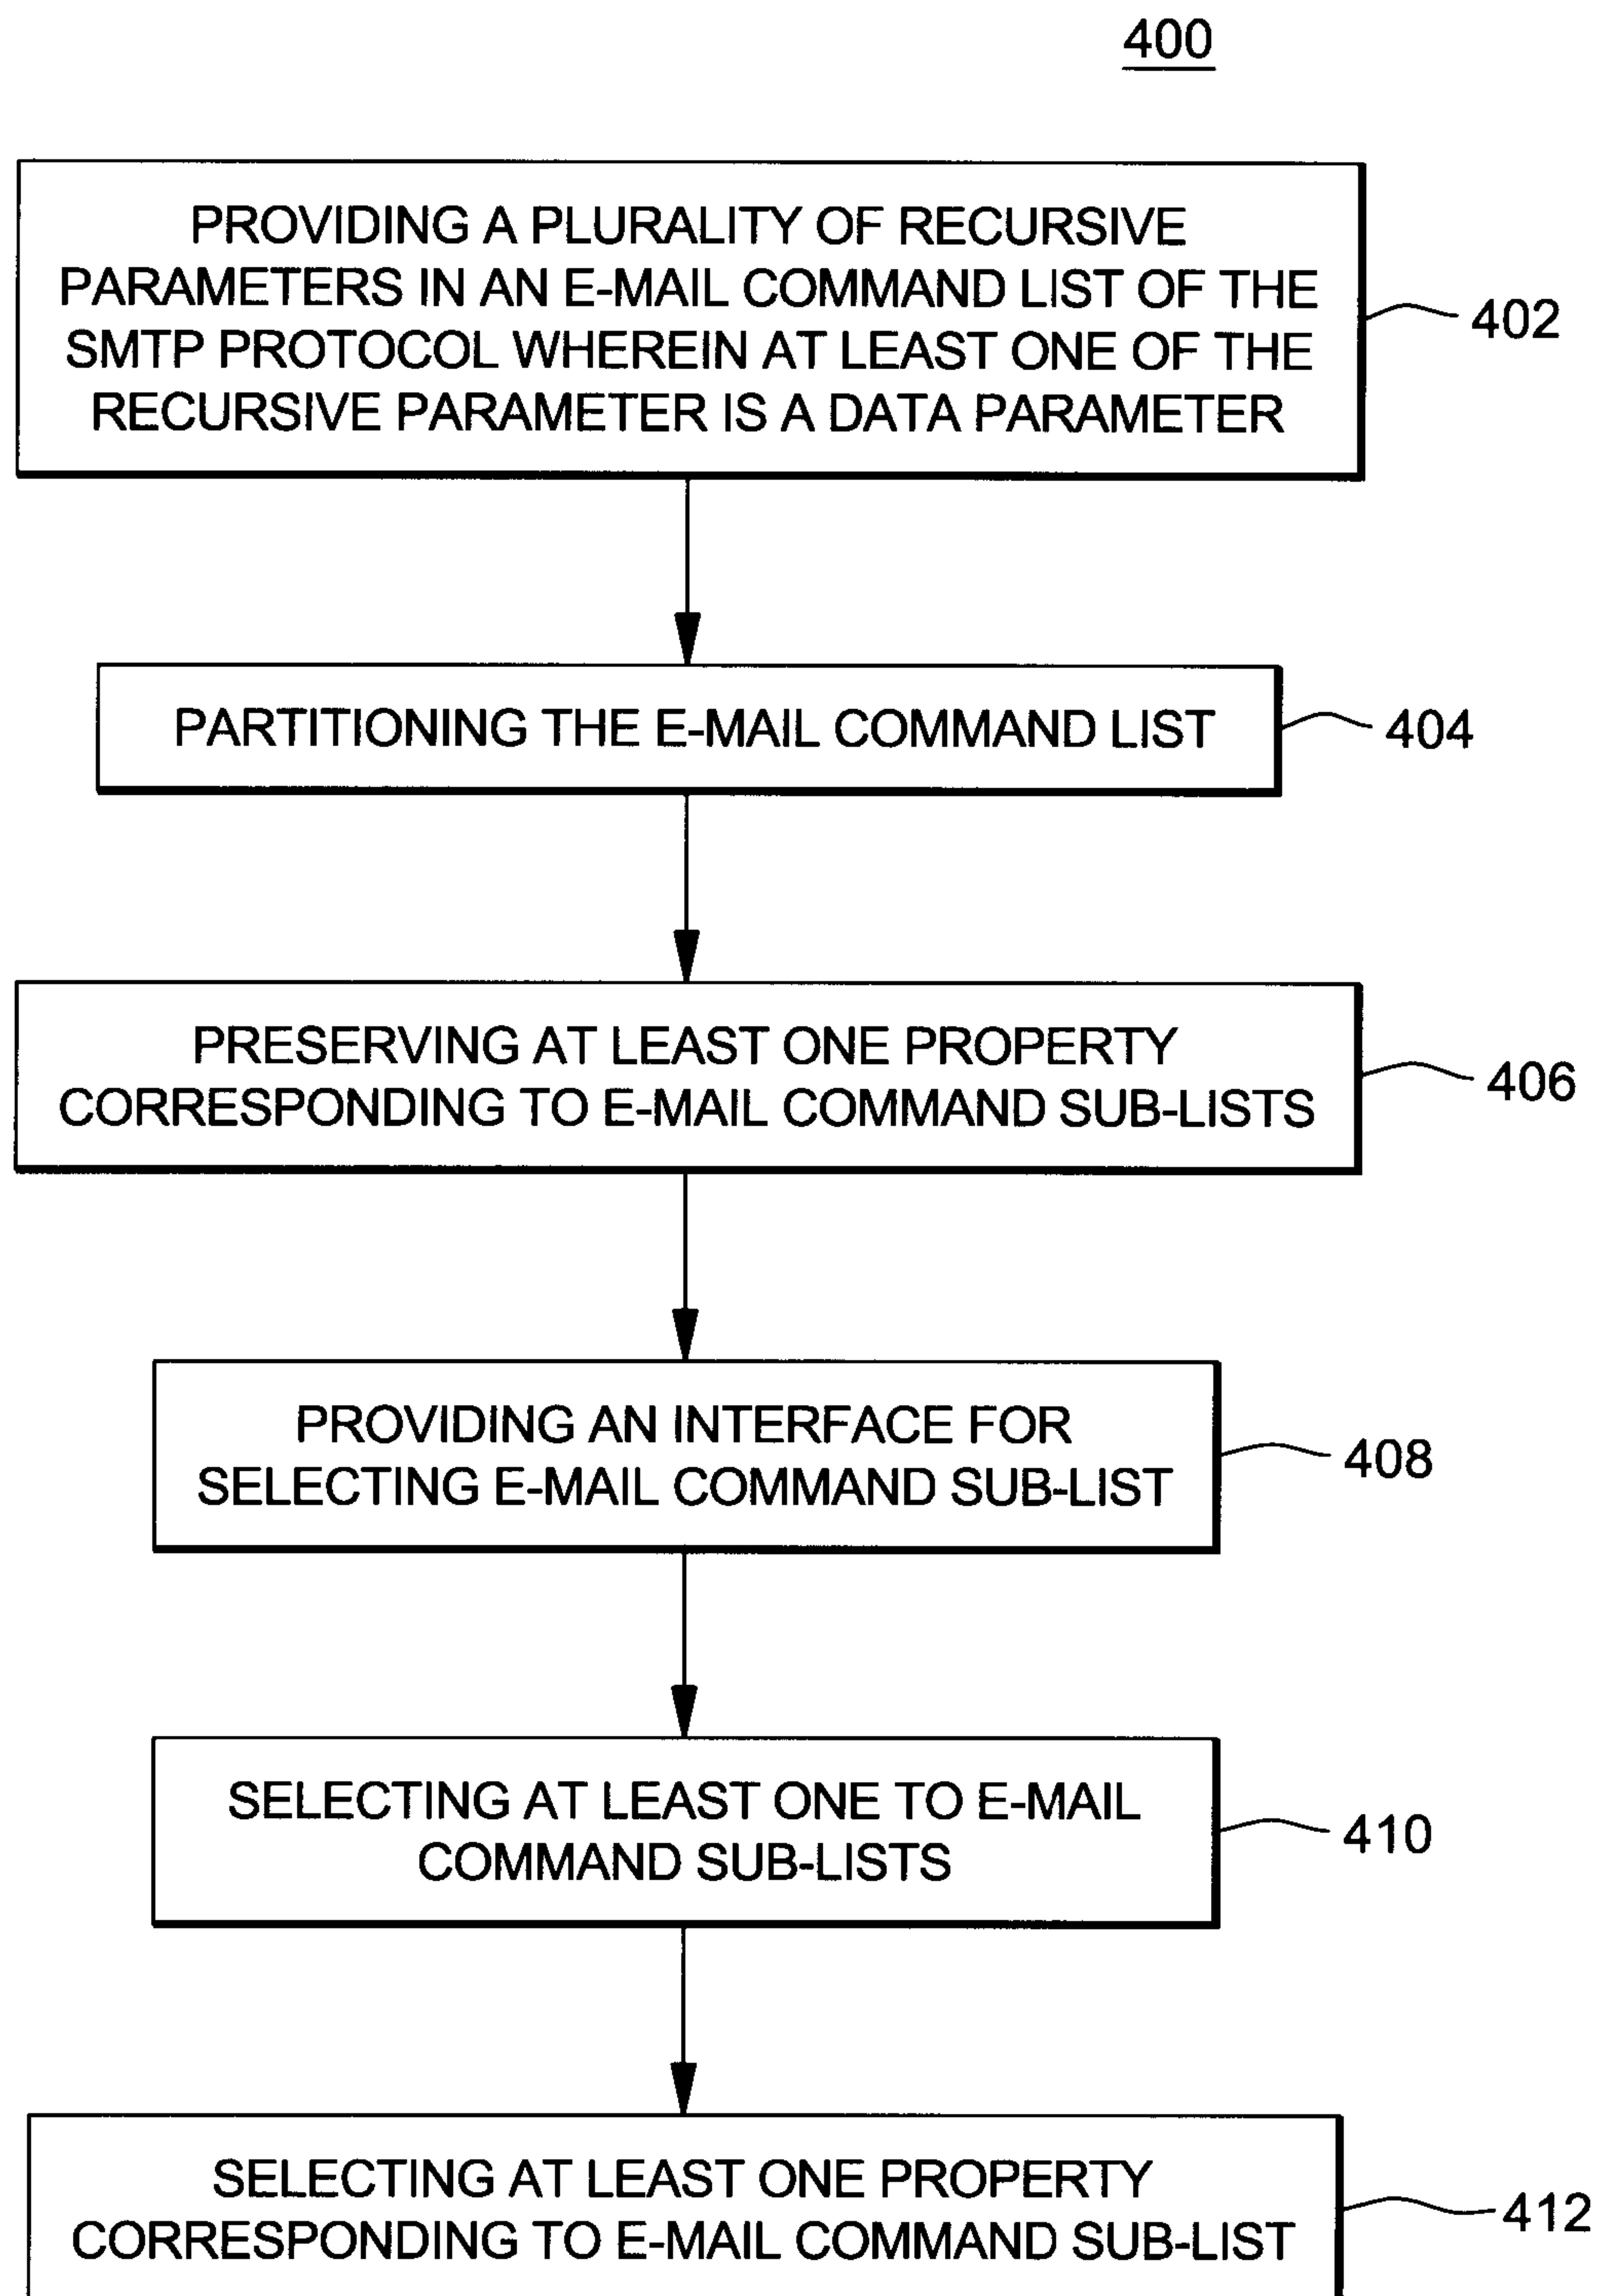 400
PROVIDING A PLURALITY OF RECURSIVE
PARAMETERS IN AN E-MAIL COMMAND LIST OF THE
SMTP PROTOCOL WHEREIN AT LEAST ONE OF THE
RECURSIVE PARAMETER IS A DATA PARAMETER
402
PARTITIONING THE E-MAIL COMMAND LIST
404
PRESERVING AT LEAST ONE PROPERTY
CORRESPONDING TO E-MAIL COMMAND SUB-LISTS
406
PROVIDING AN INTERFACE FOR
SELECTING E-MAIL COMMAND SUB-LIST
408
SELECTING AT LEAST ONE TO E-MAIL
COMMAND SUB-LISTS
410
SELECTING AT LEAST ONE PROPERTY
CORRESPONDING TO E-MAIL COMMAND SUB-LIST
412